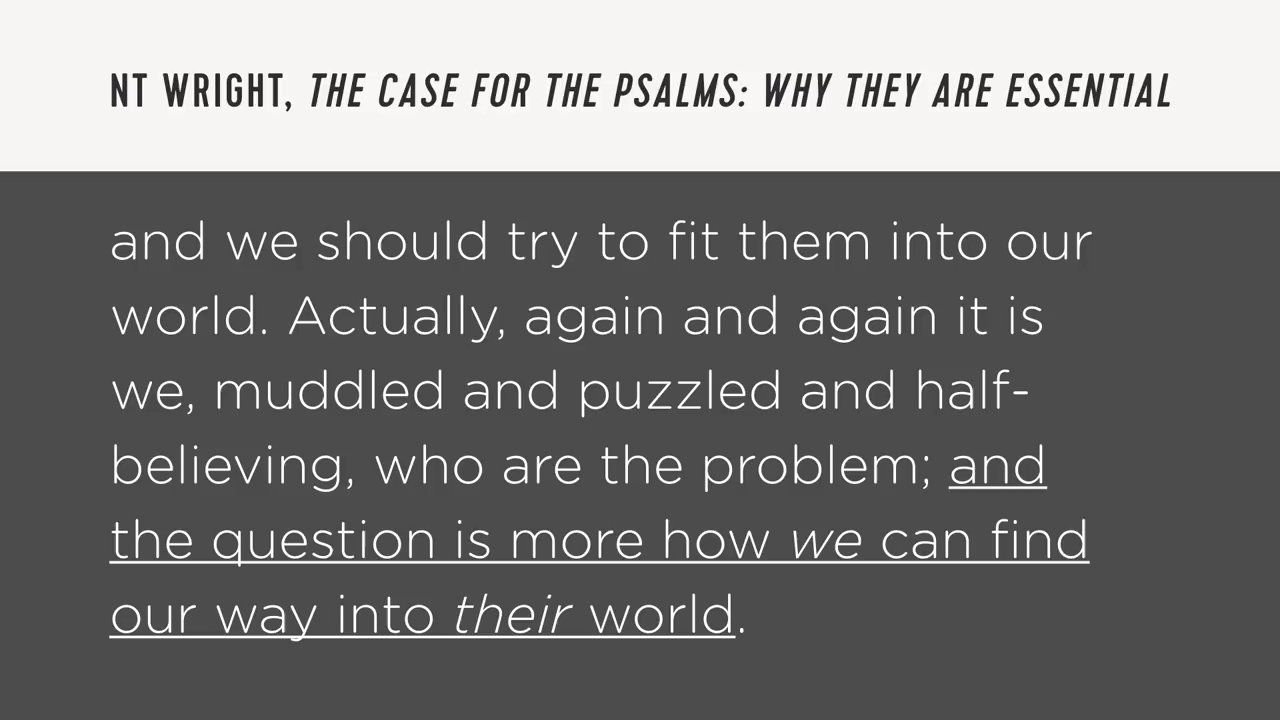 NT WRIGHT, THE CASE FOR THE PSALMS: WHY THEY ARE ESSENTIAL
and we should try to fit them into our
world. Actually, again and again it is
we, muddled and puzzled and half-
believing, who are the problem; and
the question is more how we can find
our way into their world.